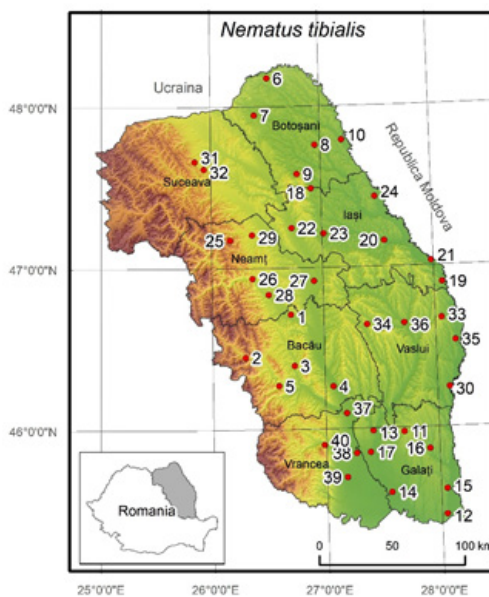 Nematus tibialis
Ucraina
6
48°0'0"N
7
Botoșani
8
10
Republica Moldova
31
32
Suceava
9
18
24
Iași
22
23
20
25
29
Neamț
21
47°0'0"N
26
27
28
19
1
33
34
36
35
Bacău
Vaslui
2
3
5
4
30
37
46°0'0"N
13
11
40
16
Vrancea
38
17
Galați
39
14
15
12
Romania
0
50
100 km
25°0'0"E
26°0'0"E
27°0'0"E
28°0'0"E